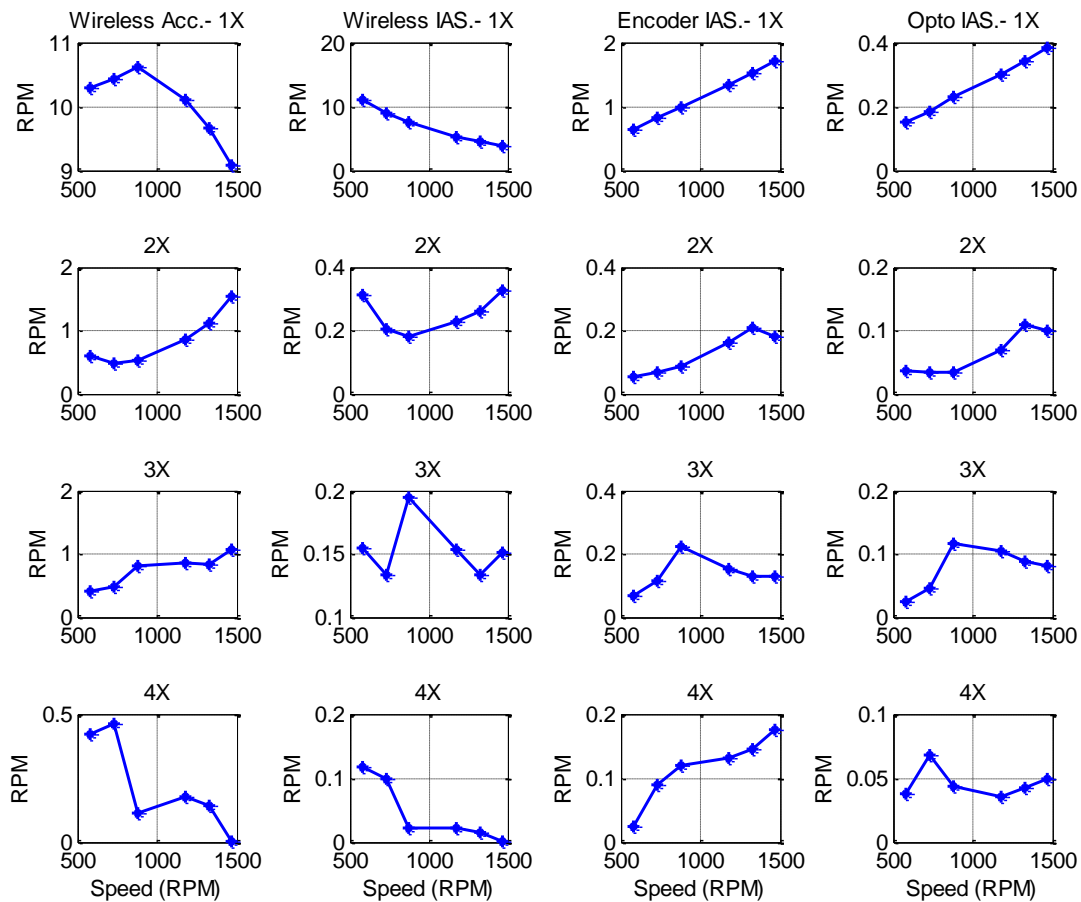 Wireless Acc.- 1X Wireless IAS.- 1X Encoder IAS.- 1X Opto IAS.- 1X
11 20 2 0.4
RPM RPM RPM RPM
10 10 1 0.2
9 0 0 0
500 1000 1500 500 1000 1500 500 1000 1500 500 1000 1500
2X 2X 2X 2X
2 0.4 0.4 0.2
RPM RPM RPM RPM
1 0.2 0.2 0.1
0 0 0 0
500 1000 1500 500 1000 1500 500 1000 1500 500 1000 1500
3X 3X 3X 3X
2 0.2 0.4 0.2
RPM RPM RPM RPM
1 0.15 0.2 0.1
0 0.1 0 0
500 1000 1500 500 1000 1500 500 1000 1500 500 1000 1500
4X 4X 4X 4X
0.5 0.2 0.2 0.1
RPM RPM RPM RPM
0.1 0.1 0.05
0 0 0 0
500 1000 1500 500 1000 1500 500 1000 1500 500 1000 1500
Speed (RPM) Speed (RPM) Speed (RPM) Speed (RPM)